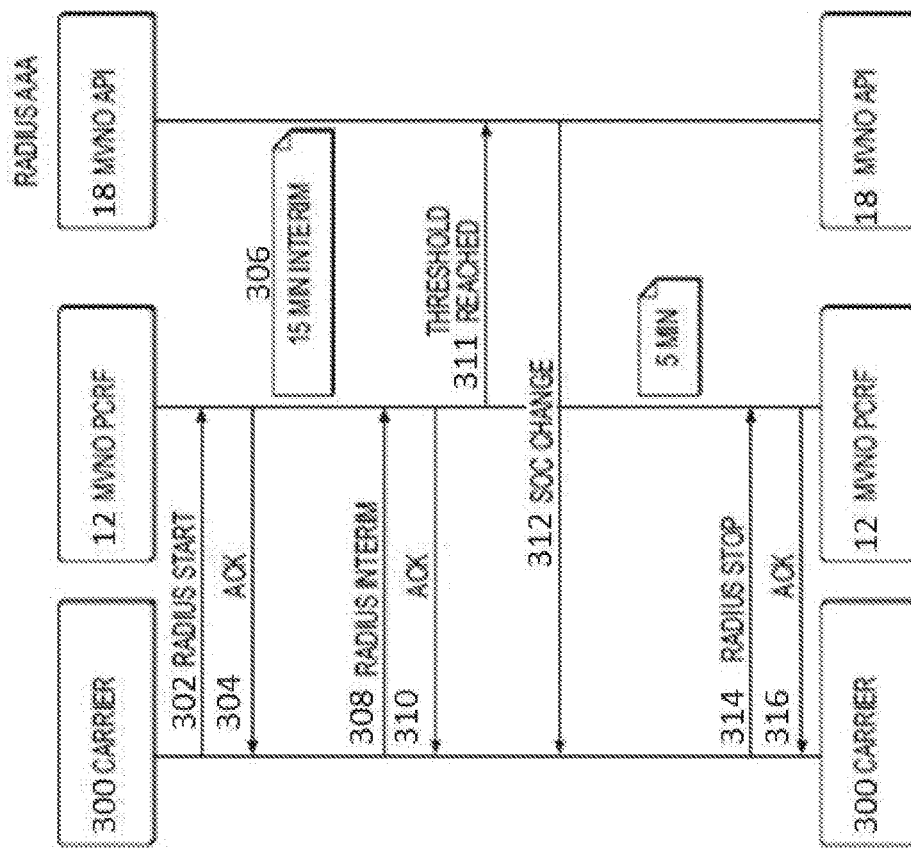 RADIUS AAA
300 CARRIER
12 MVNO PCRF
18 MVNO API
302 RADIUS START
304 ACK
306
15 MIN INTERIM
308 RADIUS INTERIM
310 ACK
THRESHOLD
311 REACHED
312 SOC CHANGE
5 MIN
314 RADIUS STOP
316 ACK
300 CARRIER
12 MVNO PCRF
18 MVNO API